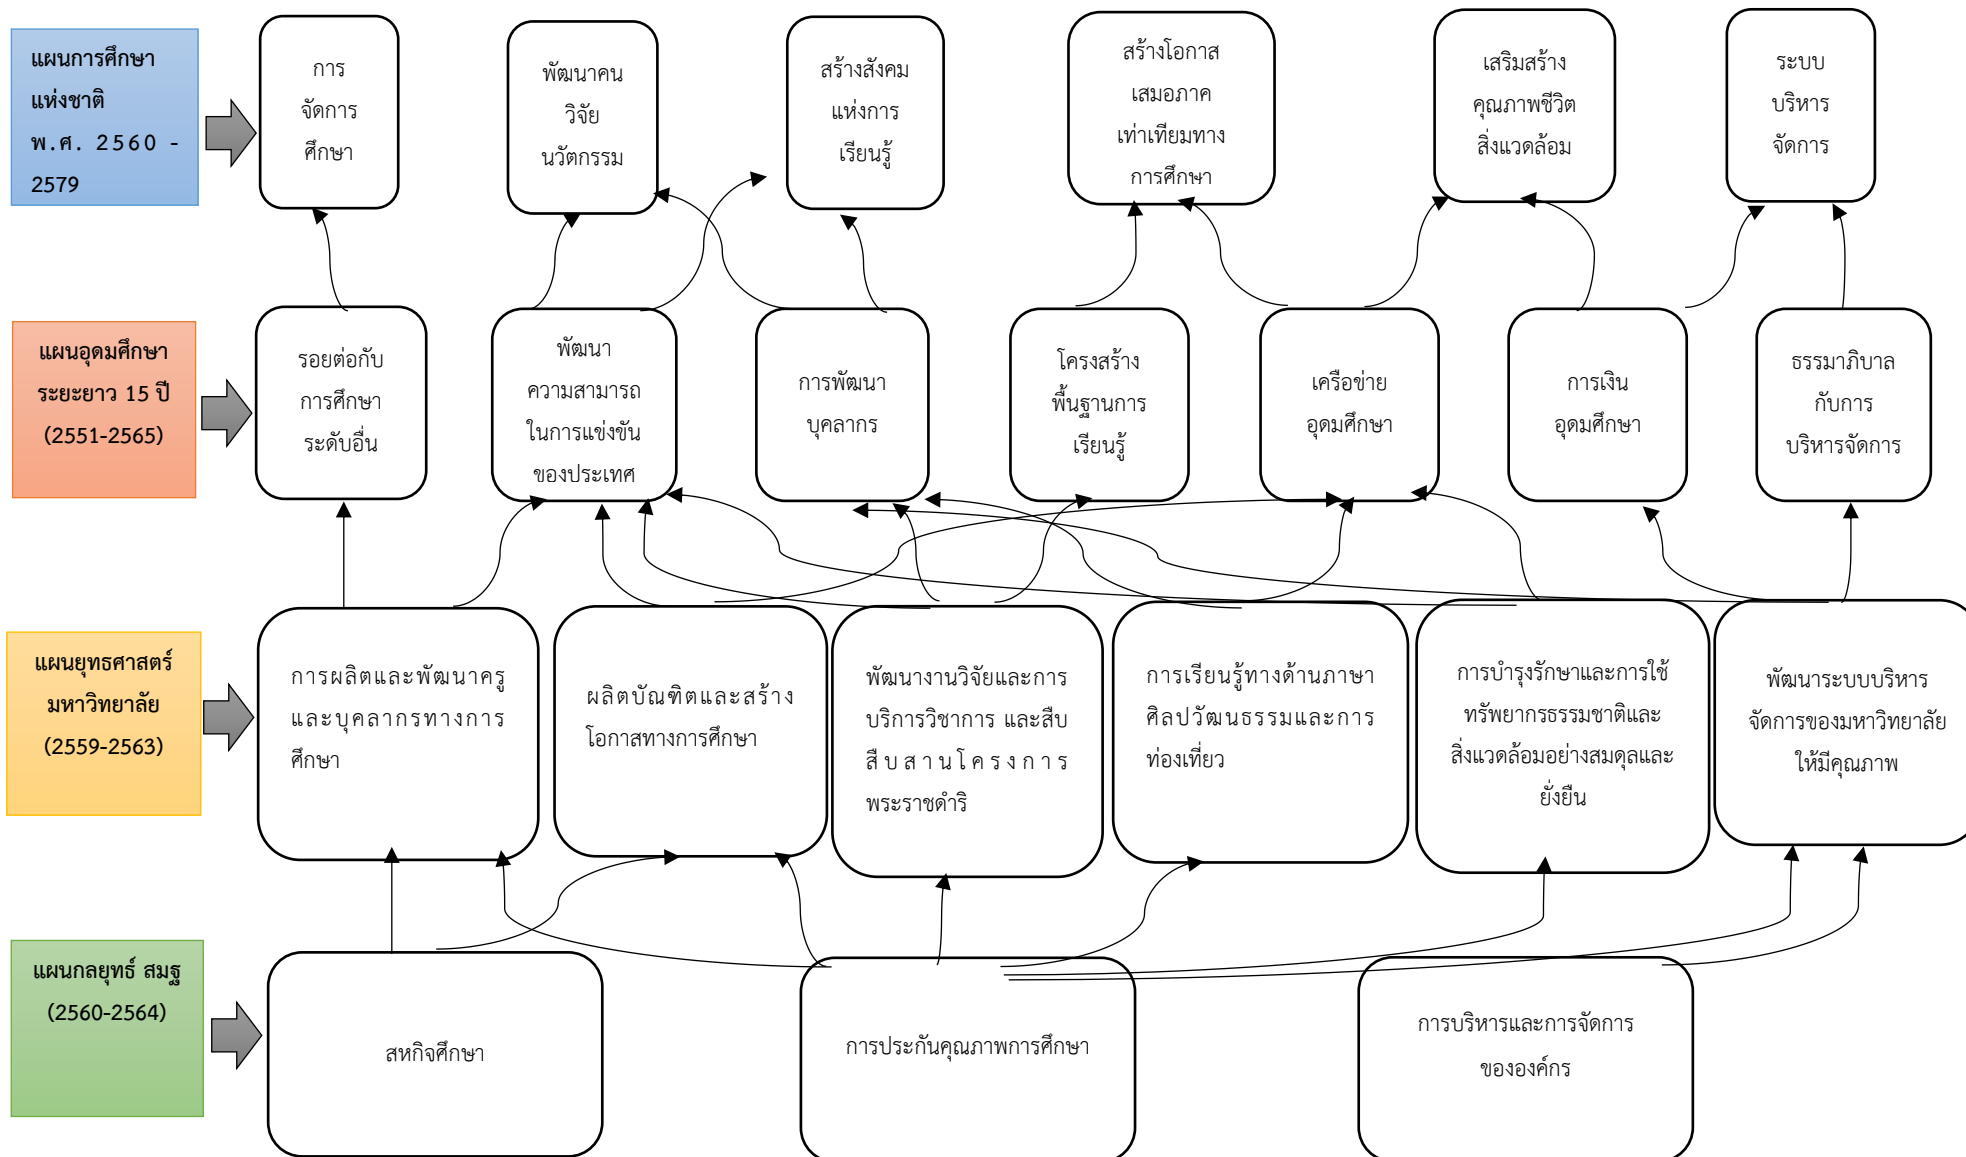 แผนการศึกษา
แห่งชาติ
พ.ศ. 2560 -
2579
การ
จัดการ
ศึกษา
พัฒนาคน
วิจัย
นวัตกรรม
สร้างสังคม
แห่งการ
เรียนรู้
สร้างโอกาส
เสมอภาค
เท่าเทียมทาง
การศึกษา
เสริมสร้าง
คุณภาพชีวิต
สิ่งแวดล้อม
ระบบ
บริหาร
จัดการ
แผนอุดมศึกษา
ระยะยาว 15 ปี
(2551-2565)
รอยต่อกับ
การศึกษา
ระดับอื่น
พัฒนา
ความสามารถ
ในการแข่งขัน
ของประเทศ
การพัฒนา
บุคลากร
โครงสร้าง
พื้นฐานการ
เรียนรู้
เครือข่าย
อุดมศึกษา
การเงิน
อุดมศึกษา
ธรรมาภิบาล
กับการ
บริหารจัดการ
แผนยุทธศาสตร์
มหาวิทยาลัย
(2559-2563)
การผลิตและพัฒนาครู
และบุคลากรทางการ
ศึกษา
ผลิตบัณฑิตและสร้าง
โอกาสทางการศึกษา
พัฒนางานวิจัยและการ
บริการวิชาการ และสืบ
สืบสานโครงการ
พระราชดำริ
การเรียนรู้ทางด้านภาษา
ศิลปวัฒนธรรมและการ
ท่องเที่ยว
การบำรุงรักษาและการใช้
ทรัพยากรธรรมชาติและ
สิ่งแวดล้อมอย่างสมดุลและ
ยั่งยืน
พัฒนาระบบบริหาร
จัดการของมหาวิทยาลัย
ให้มีคุณภาพ
แผนกลยุทธ์ สมฐ
(2560-2564)
สหกิจศึกษา
การประกันคุณภาพการศึกษา
การบริหารและการจัดการ
ขององค์กร